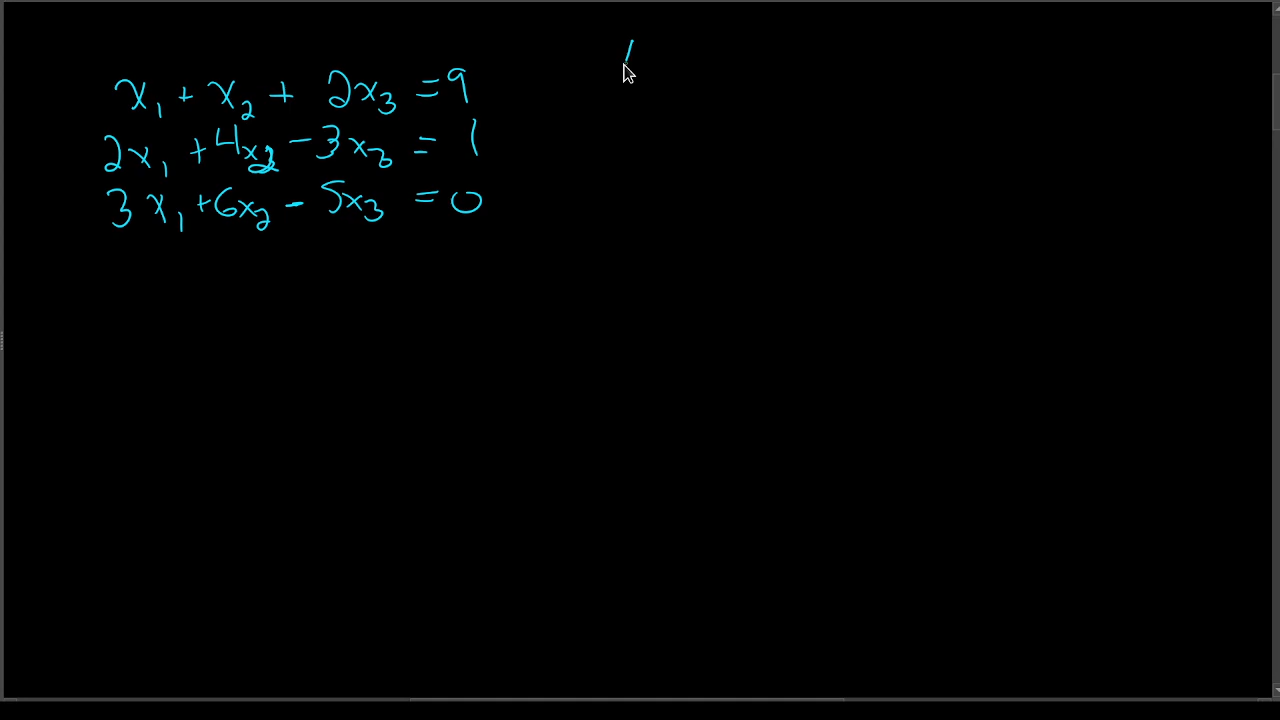 x₁ + x₂ + 2x₃ = 9
2x₁ + 4x₂ - 3x₃ = 1
3x₁ + 6x₂ - 5x₃ = 0